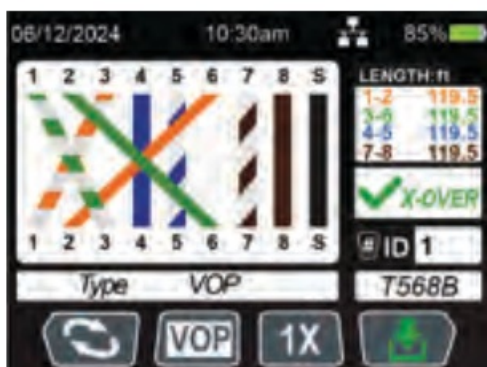 06/12/2024 10:30am 85%
1 2 3 4 5 6 7 8 S
LENGTH: ft
1-2 119.5
3-6 119.5
4-5 119.5
7-8 119.5
X-OVER
1 2 3 4 5 6 7 8 S
# ID 1
Type VOP T568B
VOP 1X